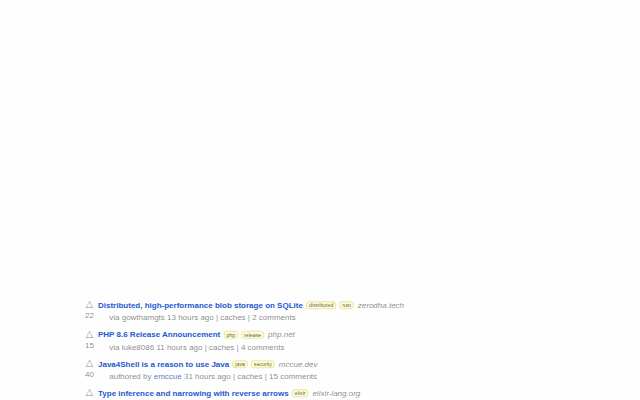 Distributed, high-performance blob storage on SQLite distributed rust zerodha.tech
22 via gowthamgts 13 hours ago | caches | 2 comments
PHP 8.6 Release Announcement php release php.net
15 via luke8086 11 hours ago | caches | 4 comments
Java4Shell is a reason to use Java java security mccue.dev
40 authored by emccue 11 hours ago | caches | 15 comments
Type inference and narrowing with reverse arrows elixir elixir-lang.org